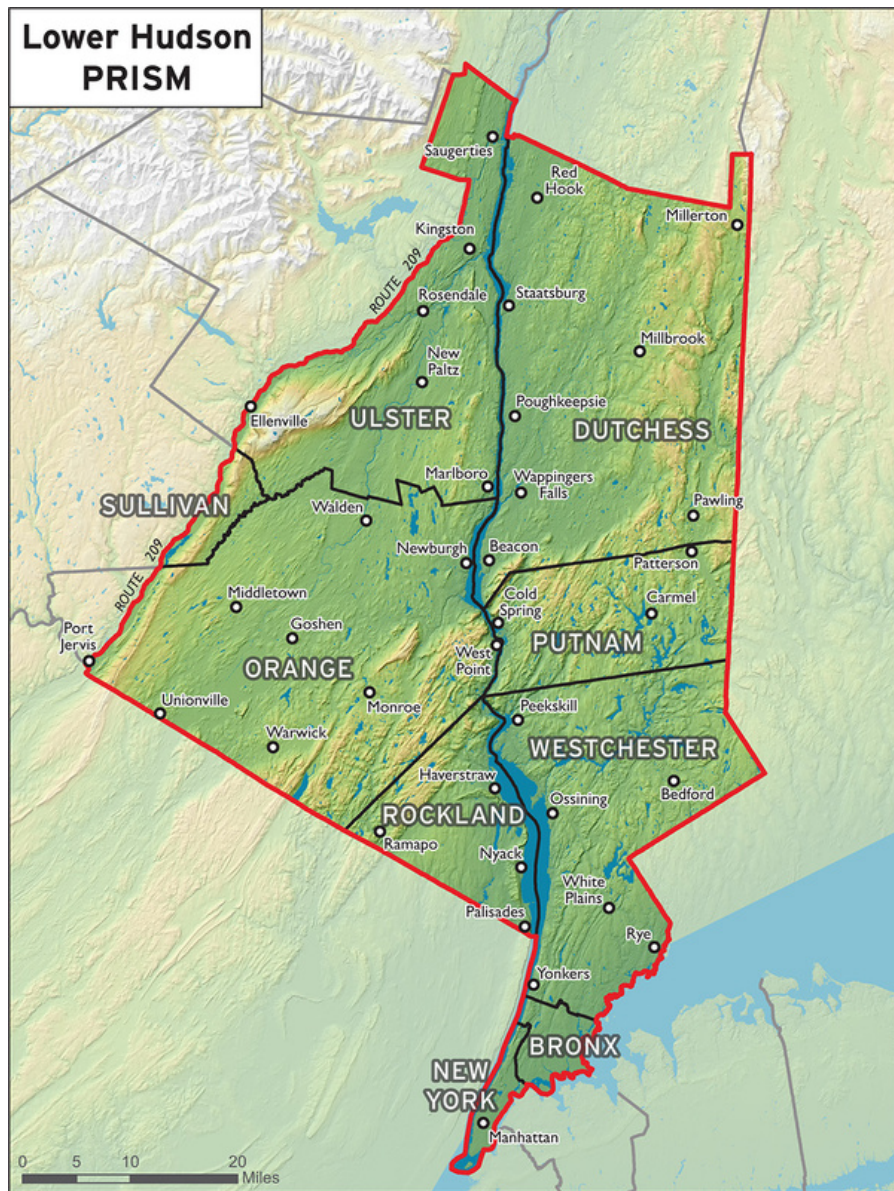 Lower Hudson
PRISM
Saugerties
Red
Hook
Millerton
Kingston
ROUTE 209
Rosendale
Staatsburg
Millbrook
New
Paltz
Ellenville
ULSTER
Poughkeepsie
DUTCHESS
Marlboro
Wappingers
Falls
SULLIVAN
Walden
Pawling
Newburgh
Beacon
Patterson
ROUTE 209
Middletown
Cold
Spring
Carmel
Goshen
Port
Jervis
West
Point
PUTNAM
ORANGE
Unionville
Monroe
Peekskill
Warwick
WESTCHESTER
Haverstraw
Bedford
ROCKLAND
Ossining
Ramapo
Nyack
White
Plains
Palisades
Rye
Yonkers
BRONX
NEW
YORK
Manhattan
0 5 10 20
Miles